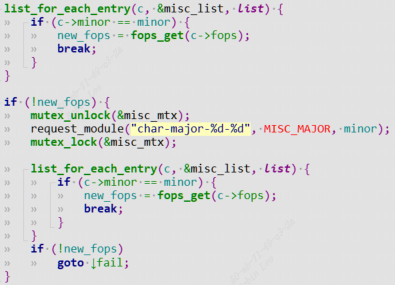 list_for_each_entry(c, &misc_list, list) {
if (c->minor == minor) {
new_fops = fops_get(c->fops);
break;
}
}
if (!new_fops) {
mutex_unlock(&misc_mtx);
request_module("char-major-%d-%d", MISC_MAJOR, minor);
mutex_lock(&misc_mtx);
list_for_each_entry(c, &misc_list, list) {
if (c->minor == minor) {
new_fops = fops_get(c->fops);
break;
}
}
if (!new_fops)
goto ↓fail;
}